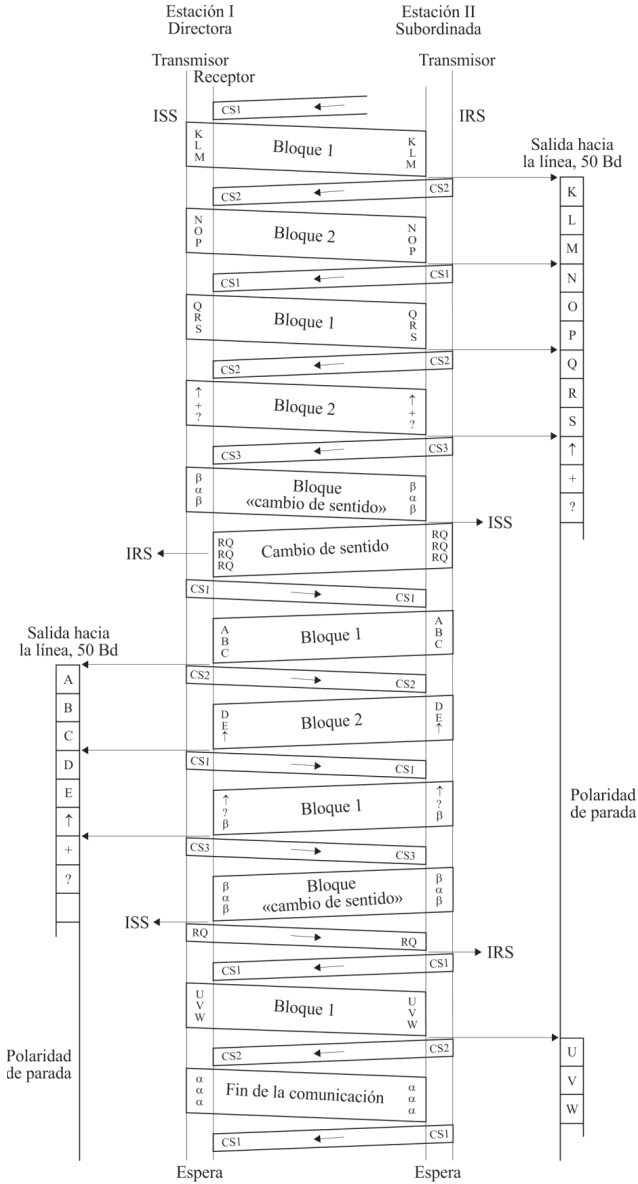 Estación I
Directora
Estación II
Subordinada
Transmisor
Receptor
Transmisor
ISS
CS1
IRS
K
L
M
Bloque 1
K
L
M
Salida hacia
la línea, 50 Bd
CS2
CS2
K
L
M
N
O
P
Q
R
S
↑
+
?
N
O
P
Bloque 2
N
O
P
CS1
CS1
Q
R
S
Bloque 1
Q
R
S
CS2
CS2
↑
+
?
Bloque 2
↑
+
?
CS3
CS3
β
α
β
Bloque
«cambio de sentido»
β
α
β
ISS
IRS
RQ
RQ
RQ
Cambio de sentido
RQ
RQ
RQ
CS1
CS1
Salida hacia
la línea, 50 Bd
A
B
C
Bloque 1
A
B
C
A
B
C
D
E
↑
+
?
CS2
CS2
D
E
↑
Bloque 2
D
E
↑
CS1
CS1
↑
?
β
Bloque 1
↑
?
β
Polaridad
de parada
CS3
CS3
β
α
β
Bloque
«cambio de sentido»
β
α
β
ISS
RQ
RQ
IRS
CS1
CS1
U
V
W
Bloque 1
U
V
W
Polaridad
de parada
CS2
CS2
U
V
W
α
α
α
Fin de la comunicación
α
α
α
CS1
CS1
Espera
Espera